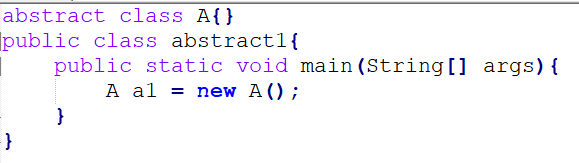 abstract class A{}
public class abstract1{
    public static void main(String[] args){
        A a1 = new A();
    }
}